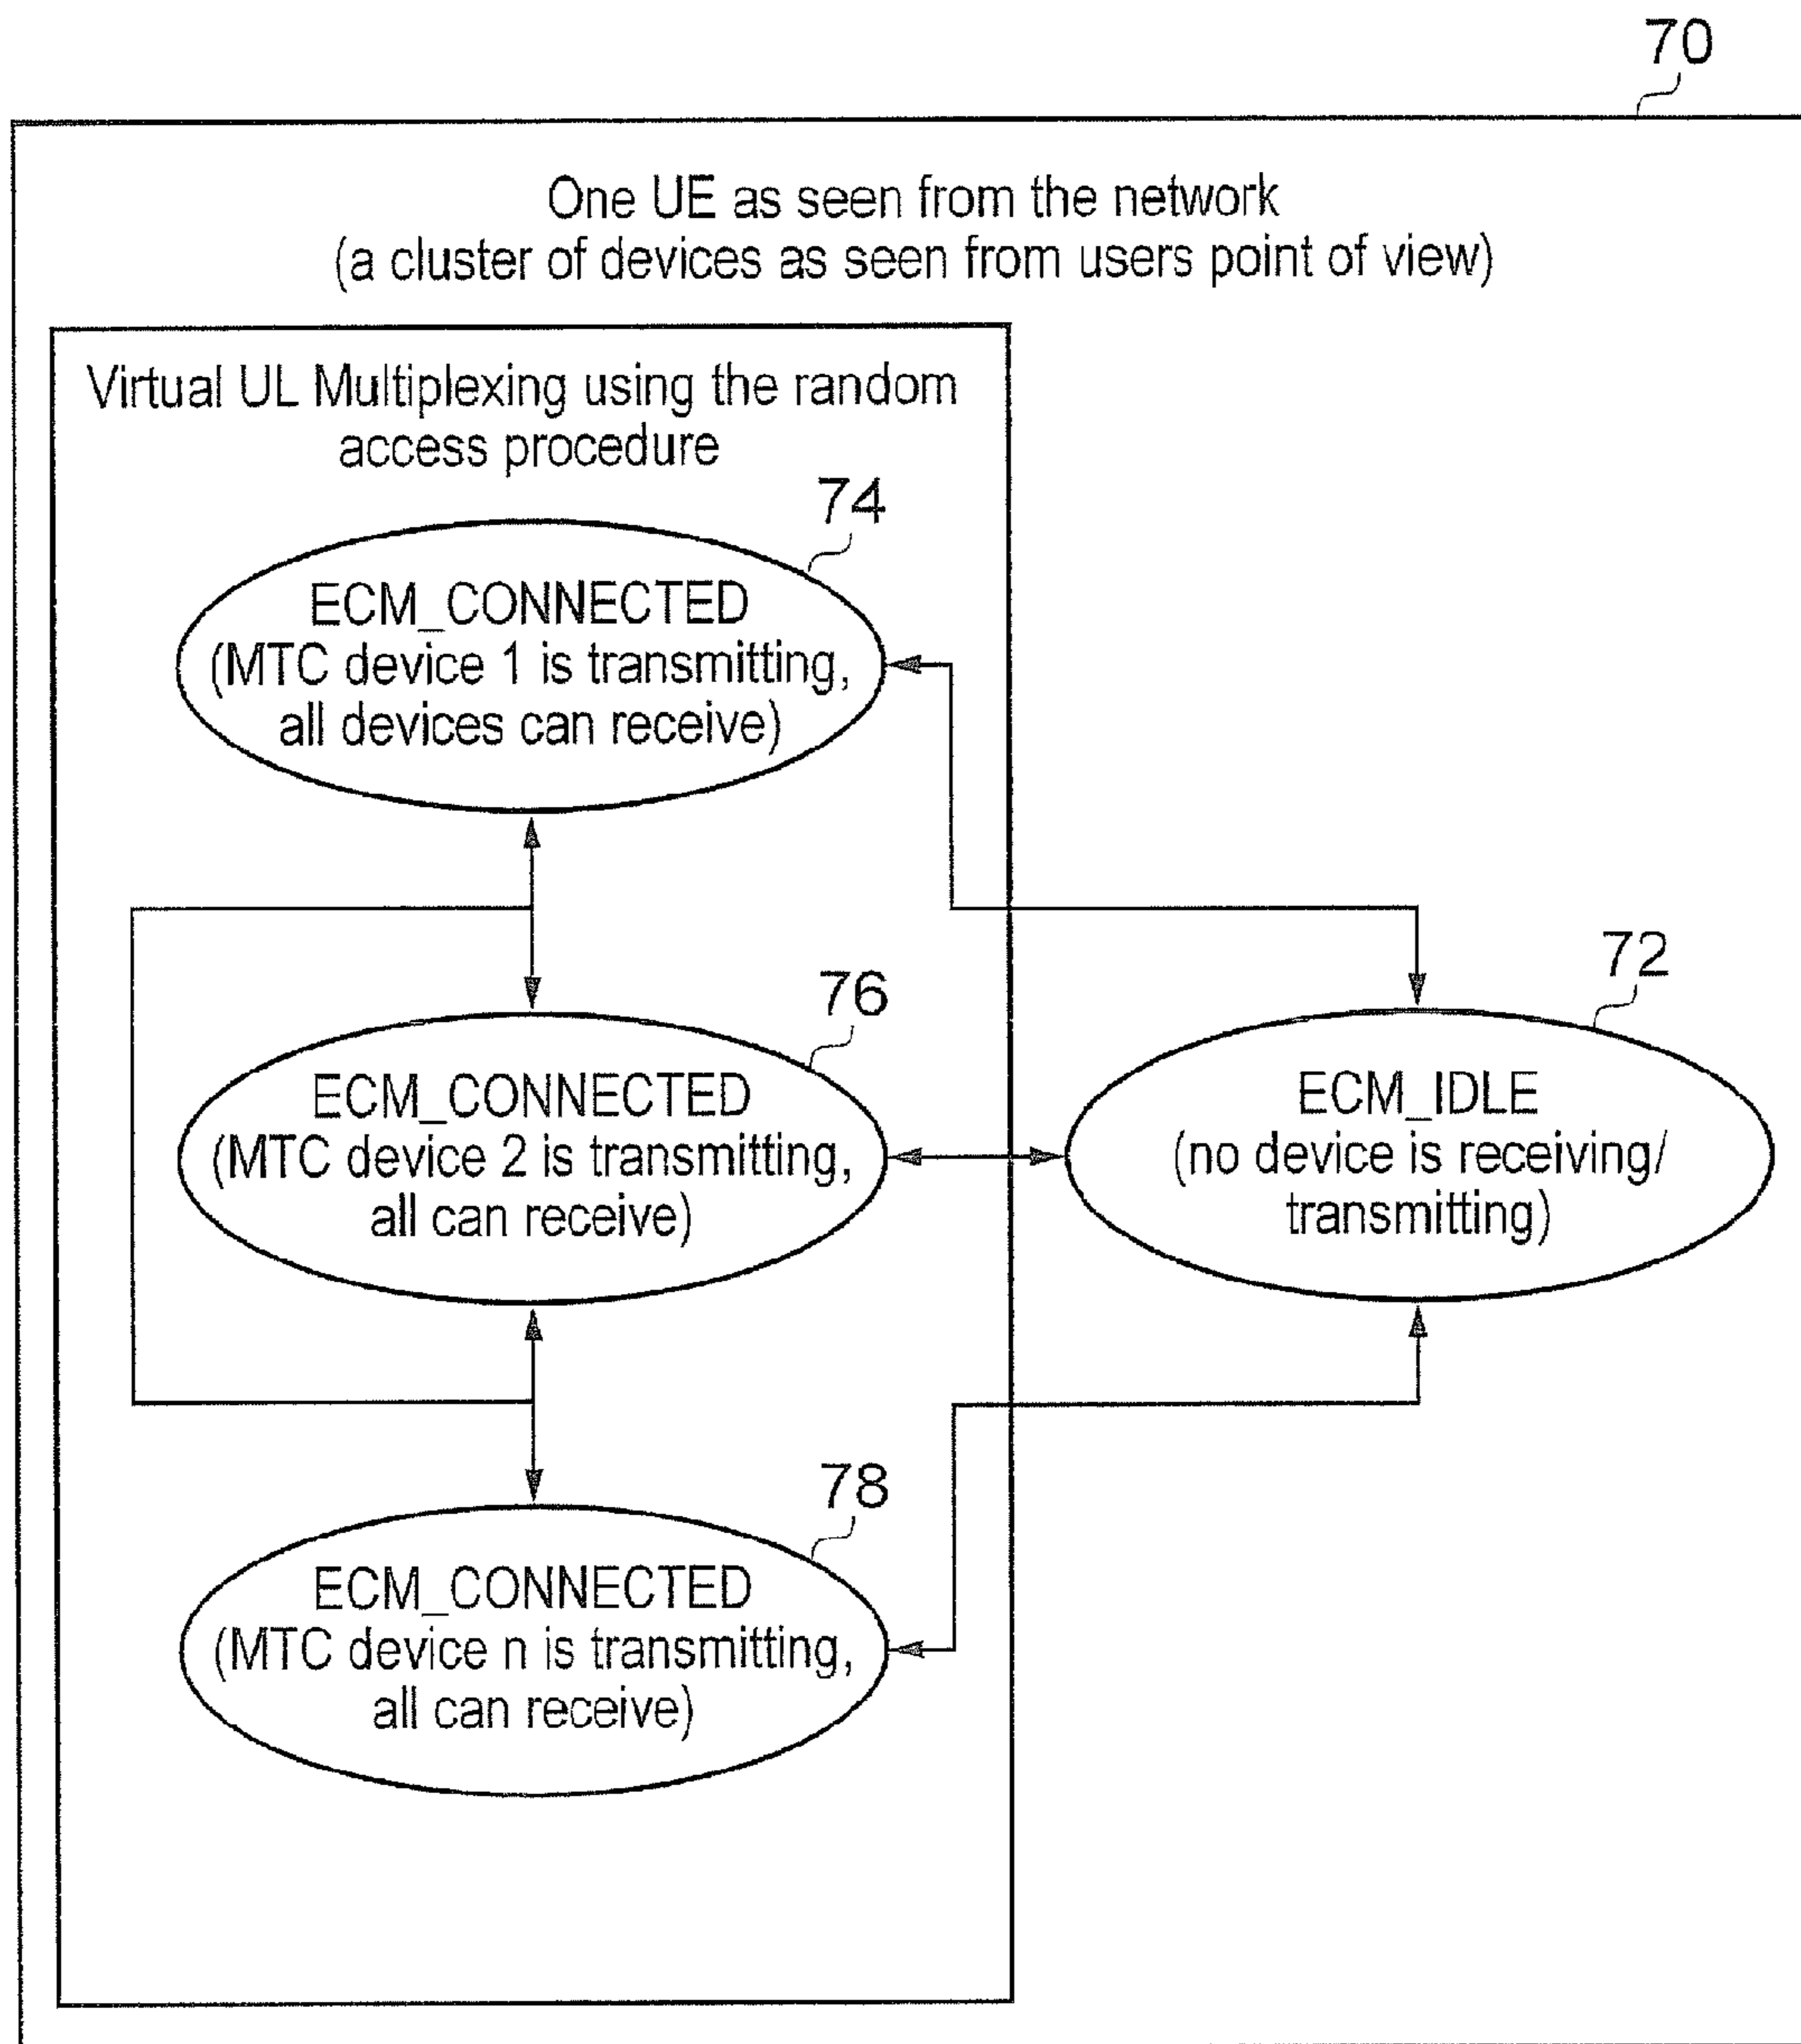 70
One UE as seen from the network
(a cluster of devices as seen from users point of view)
Virtual UL Multiplexing using the random
access procedure
74
ECM_CONNECTED
(MTC device 1 is transmitting,
all devices can receive)
76
ECM_CONNECTED
(MTC device 2 is transmitting,
all can receive)
72
ECM_IDLE
(no device is receiving/
transmitting)
78
ECM_CONNECTED
(MTC device n is transmitting,
all can receive)